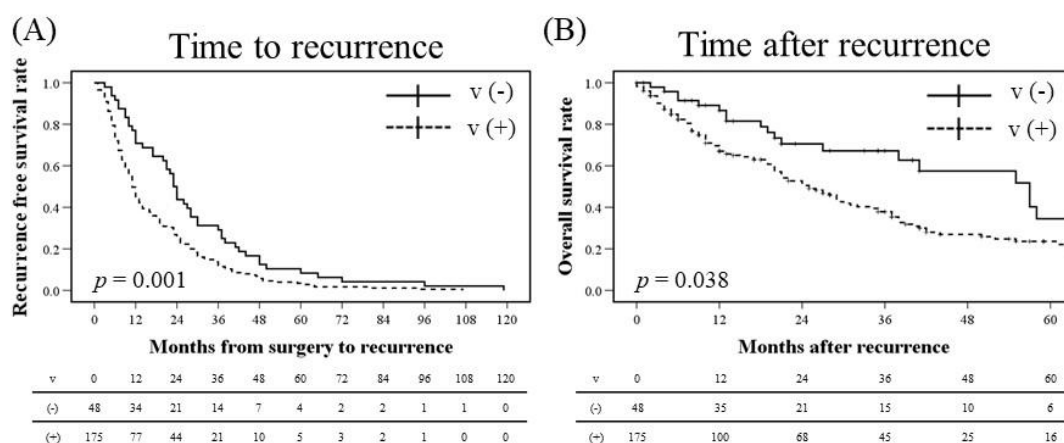 (A)
Time to recurrence
Recurrence free survival rate
1.0
0.8
0.6
0.4
0.2
0.0
v (-)
v (+)
p = 0.001
0 12 24 36 48 60 72 84 96 108 120
Months from surgery to recurrence
v 0 12 24 36 48 60 72 84 96 108 120
(-) 48 34 21 14 7 4 2 2 1 1 0
(+) 175 77 44 21 10 5 3 2 1 0 0
(B)
Time after recurrence
Overall survival rate
1.0
0.8
0.6
0.4
0.2
0.0
v (-)
v (+)
p = 0.038
0 12 24 36 48 60
Months after recurrence
v 0 12 24 36 48 60
(-) 48 35 21 15 10 6
(+) 175 100 68 45 25 16